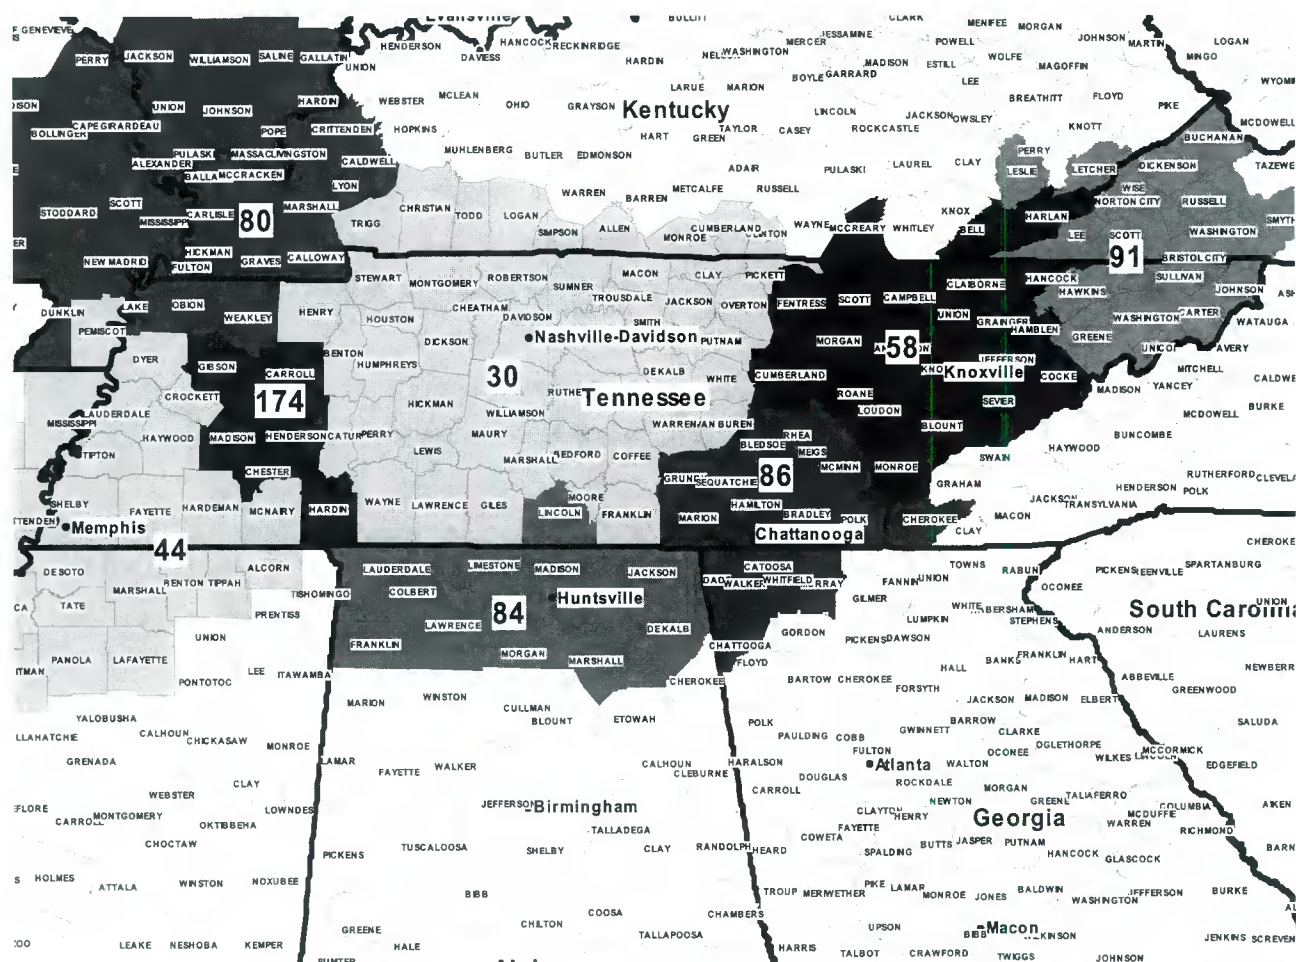 GENEVIEVE
Evansville
BULLITT
CLARK
MENIFEE MORGAN
HENDERSON
DAVIESS
HANCOCK
BRECKINRIDGE
HARDIN
WASHINGTON
MERCER
JESSAMINE
POWELL
WOLFE
JOHNSON
MARTIN
LOGAN
MINGO
PERRY JACKSON WILLIAMSON SALINE GALLATIN
UNION
BOYLE GARRARD MADISON ESTILL
LEE
MAGOFFIN
WEBSTER MCLEAN
OHIO
GRAYSON
LARUE MARION
BREATHITT FLOYD
PIKE
BOLLINGER
CAPE GIRARDEAU
UNION
JOHNSON
HARDIN
POPE
CRITTENDEN
HOPKINS
Kentucky
HART
GREEN
TAYLOR
CASEY
LINCOLN
ROCKCASTLE
JACKSON
OWSLEY
KNOTT
MCDOWELL
BUCHANAN
PULASKI
ALEXANDER
LIVINGSTON
CALDWELL
MUHLENBERG
BUTLER EDMONSON
ADAIR
PULASKI
LAUREL
CLAY
PERRY
LESLIE
LETCHER
DICKENSON
MCCRACKEN
LYON
WARREN
BARREN
METCALFE
RUSSELL
WISE
NORTON CITY
RUSSELL
STODDARD
SCOTT
MISSISSIPPI
CARLISLE
80
MARSHALL
TRIGG
CHRISTIAN
TODD
LOGAN
SIMPSON
ALLEN
MONROE
CUMBERLAND
CLINTON
WAYNE
MCCREARY
WHITLEY
KNOX
BELL
HARLAN
LEE
SCOTT
91
WASHINGTON
BRISTOL CITY
NEW MADRID
HICKMAN
FULTON
GRAVES
CALLOWAY
STEWART
MONTGOMERY
ROBERTSON
SUMNER
MACON
CLAY
PICKETT
CLAIBORNE
HANCOCK
HAWKINS
SULLIVAN
JOHNSON
DUNKLIN
LAKE
OBION
WEAKLEY
HENRY
HOUSTON
CHEATHAM
DAVIDSON
TROUSDALE
SMITH
JACKSON
OVERTON
FENTRESS
SCOTT
CAMPBELL
UNION
GRAINGER
HAMBLEN
WASHINGTON
CARTER
WATAUGA
PEMISCOT
DYER
GIBSON
CARROLL
BENTON
HUMPHREYS
DICKSON
Nashville-Davidson
PUTNAM
MORGAN
58
JEFFERSON
GREENE
UNICOI
AVERY
MITCHELL
CROCKETT
174
HICKMAN
30
WILLIAMSON
Tennessee
DEKALB
WHITE
CUMBERLAND
ROANE
LOUDON
Knoxville
COCKE
SEVIER
MADISON
YANCEY
MCDOWELL
BURKE
MISSISSIPPI
LAUDERDALE
HAYWOOD
MADISON
HENDERSON
PERRY
LEWIS
MAURY
MARSHALL
BEDFORD
COFFEE
VAN BUREN
BLEDSOE
RHEA
MEIGS
MCMINN
MONROE
BLOUNT
SWAIN
HAYWOOD
BUNCOMBE
TIPTON
CHESTER
SEQUATCHIE
86
GRAHAM
RUTHERFORD
SHELBY
FAYETTE
HARDEMAN
MCNAIRY
HARDIN
WAYNE
LAWRENCE
GILES
LINCOLN
MOORE
FRANKLIN
MARION
HAMILTON
BRADLEY
POLK
CHEROKEE
CLAY
MACON
JACKSON
HENDERSON
POLK
TRANSYLVANIA
Memphis
Chattanooga
44
DESOTO
MARSHALL
BENTON TIPPAH
ALCORN
TISHOMINGO
LAUDERDALE
COLBERT
LIMESTONE
MADISON
JACKSON
CATOOSA
WALKER
WHITFIELD
FANNIN
UNION
TOWNS
RABUN
OCONEE
PICKENS
SPARTANBURG
TATE
PRENTISS
84
Huntsville
GILMER
WHITE
LUMPKIN
STEPHENS
South Carolina
UNION
UNION
LAWRENCE
DEKALB
GORDON
PICKENS
DAWSON
ANDERSON
LAURENS
PANOLA
LAFAYETTE
LEE
FRANKLIN
MORGAN
MARSHALL
CHATTOOGA
FLOYD
HALL
BANKS
FRANKLIN
HART
PONTOTOC
ITAWAMBA
CHEROKEE
BARTOW CHEROKEE
FORSYTH
ABBEVILLE
GREENWOOD
MARION
WINSTON
CULLMAN
BLOUNT
ETOWAH
JACKSON MADISON ELBERT
YALOBUSHA
CALHOUN
CHICKASAW
MONROE
POLK
PAULDING COBB
GWINNETT
BARROW
CLARKE
OGLETHORPE
WILKES
LINCOLN
MCCORMICK
SALUDA
GRENADA
CLAY
LAMAR
FAYETTE
WALKER
CALHOUN
CLEBURNE
HARALSON
DOUGLAS
FULTON
Atlanta
WALTON
OCONEE
EDGEFIELD
WEBSTER
LOWNDES
CARROLL
ROCKDALE
NEWTON
MORGAN
GREENE
TALIAFERRO
COLUMBIA
AIKEN
CARROLL
MONTGOMERY
OKTIBBEHA
JEFFERSON
Birmingham
CLAYTON
HENRY
Georgia
MCDUFFIE
WARREN
RICHMOND
CHOCTAW
PICKENS
TUSCALOOSA
SHELBY
TALLADEGA
CLAY
RANDOLPH
HEARD
COWETA
FAYETTE
SPALDING
BUTTS
JASPER
PUTNAM
HANCOCK
GLASCOCK
HOLMES
ATTALA
WINSTON
NOXUBEE
BIBB
TROUP
MERIWETHER
PIKE LAMAR
MONROE
JONES
BALDWIN
WASHINGTON
JEFFERSON
BURKE
GREENE
HALE
CHILTON
COOSA
TALLAPOOSA
CHAMBERS
UPSON
BIBB
Macon
WILKINSON
LEAKE
NESHOBA
KEMPER
SUMTER
HARRIS
TALBOT
CRAWFORD
TWIGGS
JOHNSON
JENKINS
SCREVEN